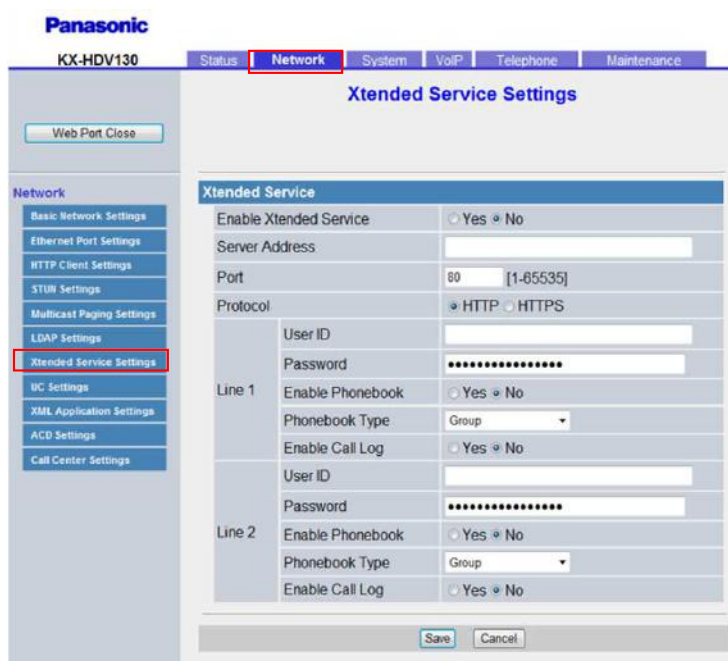 Panasonic
KX-HDV130
Status Network System VoIP Telephone Maintenance
Xtended Service Settings
Web Port Close
Network
Basic Network Settings
Ethernet Port Settings
HTTP Client Settings
STUN Settings
Multicast Paging Settings
LDAP Settings
Xtended Service Settings
UC Settings
XML Application Settings
ACD Settings
Call Center Settings
Xtended Service
Enable Xtended Service Yes No
Server Address
Port 80 [1-65535]
Protocol HTTP HTTPS
Line 1
User ID
Password ••••••••••••••••
Enable Phonebook Yes No
Phonebook Type Group
Enable Call Log Yes No
Line 2
User ID
Password ••••••••••••••••
Enable Phonebook Yes No
Phonebook Type Group
Enable Call Log Yes No
Save Cancel